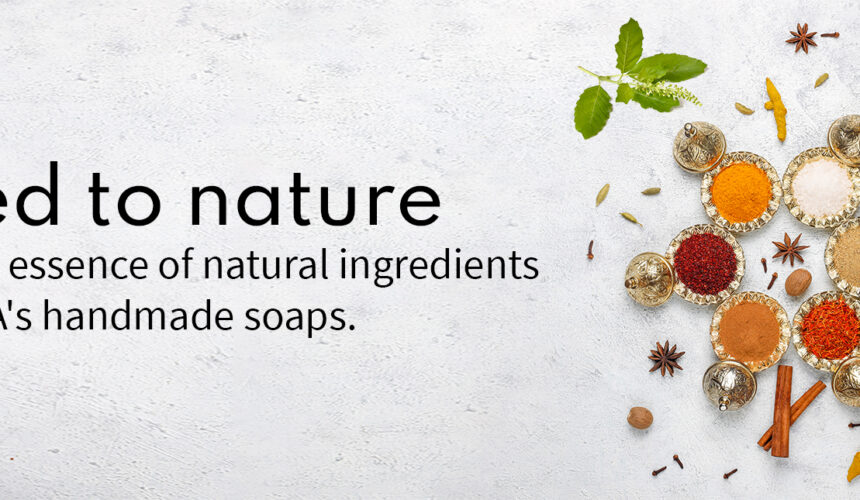 ed to nature
essence of natural ingredients
A's handmade soaps.